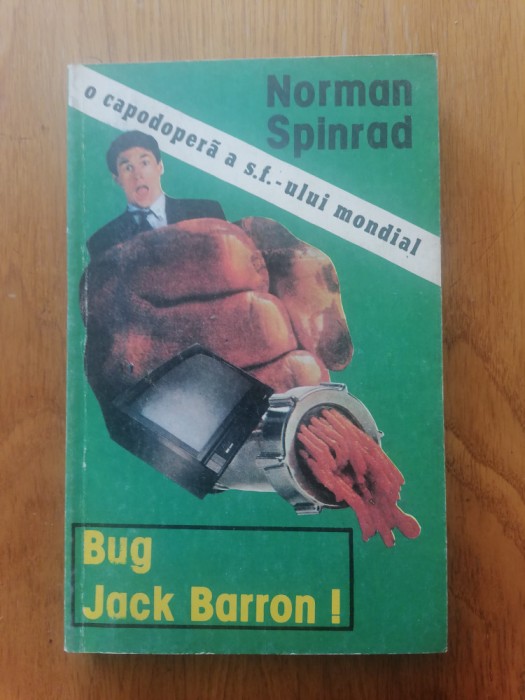 Norman
Spinrad
o capodoperă a s.f.-ului mondial
Bug
Jack Barron !